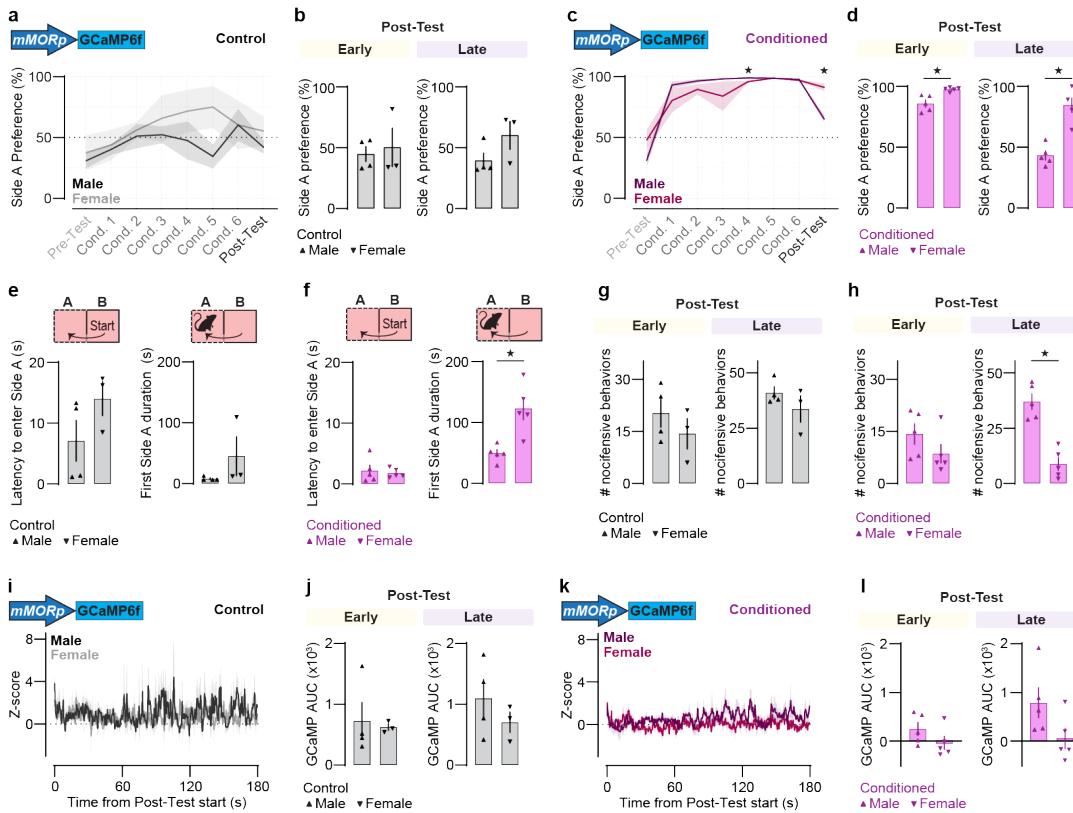 a
mMORp
GCaMP6f
Control
Side A Preference (%)
100
50
0
Male
Female
Pre-Test
Cond. 1
Cond. 2
Cond. 3
Cond. 4
Cond. 5
Cond. 6
Post-Test
b
Post-Test
Early
Late
Side A preference (%)
100
50
0
Side A preference (%)
100
50
0
Control
Male Female
c
mMORp
GCaMP6f
Conditioned
Side A Preference (%)
100
50
0
Male
Female
Pre-Test
Cond. 1
Cond. 2
Cond. 3
Cond. 4
Cond. 5
Cond. 6
Post-Test
d
Post-Test
Early
Late
Side A preference (%)
100
50
0
Side A preference (%)
100
50
0
Conditioned
Male Female
e
A B
Start
Latency to enter Side A (s)
20
10
0
A B
First Side A duration (s)
200
100
0
Control
Male Female
f
A B
Start
Latency to enter Side A (s)
20
10
0
A B
First Side A duration (s)
200
100
0
Conditioned
Male Female
g
Post-Test
Early
Late
# nocifensive behaviors
30
15
0
# nocifensive behaviors
50
25
0
Control
Male Female
h
Post-Test
Early
Late
# nocifensive behaviors
30
15
0
# nocifensive behaviors
50
25
0
Conditioned
Male Female
i
mMORp
GCaMP6f
Control
Z-score
8
4
0
Male
Female
0 60 120 180
Time from Post-Test start (s)
j
Post-Test
Early
Late
GCaMP AUC (x10³)
2
1
0
GCaMP AUC (x10³)
2
1
0
Control
Male Female
k
mMORp
GCaMP6f
Conditioned
Z-score
8
4
0
Male
Female
0 60 120 180
Time from Post-Test start (s)
l
Post-Test
Early
Late
GCaMP AUC (x10³)
2
1
0
GCaMP AUC (x10³)
2
1
0
Conditioned
Male Female